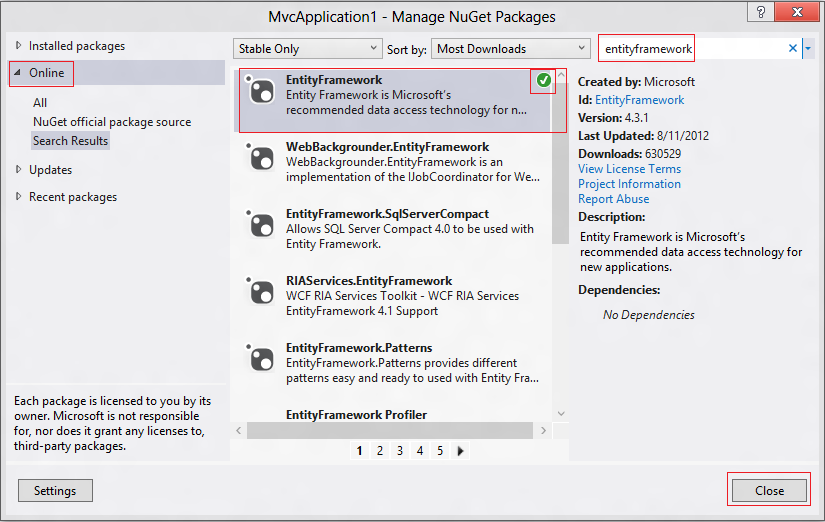 MvcApplication1 - Manage NuGet Packages
?
Installed packages
Online
All
NuGet official package source
Search Results
Updates
Recent packages
Each package is licensed to you by its
owner. Microsoft is not responsible
for, nor does it grant any licenses to,
third-party packages.
Stable Only
Sort by:
Most Downloads
EntityFramework
Entity Framework is Microsoft's
recommended data access technology for n...
WebBackgrounder.EntityFramework
WebBackgrounder.EntityFramework is an
implementation of the IJobCoordinator for We...
EntityFramework.SqlServerCompact
Allows SQL Server Compact 4.0 to be used with
Entity Framework.
RIAServices.EntityFramework
WCF RIA Services Toolkit - WCF RIA Services
EntityFramework 4.1 Support
EntityFramework.Patterns
EntityFramework.Patterns provides different
patterns easy and ready to used with Entity Fra...
EntityFramework Profiler
1 2 3 4 5
entityframework
Created by: Microsoft
Id: EntityFramework
Version: 4.3.1
Last Updated: 8/11/2012
Downloads: 630529
View License Terms
Project Information
Report Abuse
Description:
Entity Framework is Microsoft's
recommended data access technology for
new applications.
Dependencies:
No Dependencies
Settings
Close